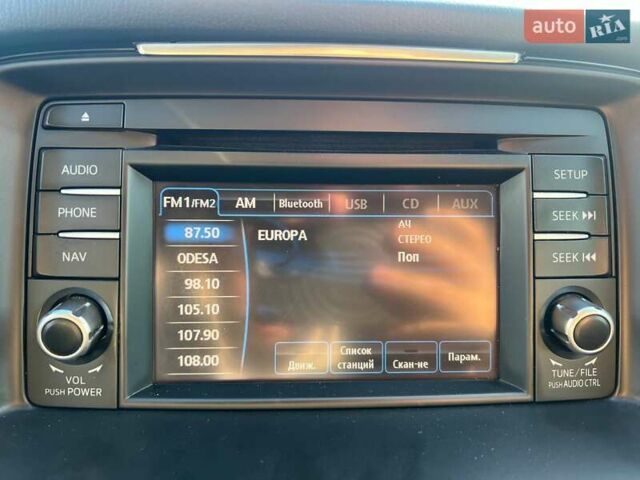 auto RIA
.com
AUDIO
PHONE
NAV
VOL
PUSH POWER
FM1/FM2 AM Bluetooth USB CD AUX
87.50
ODESA
98.10
105.10
107.90
108.00
EUROPA
АЧ
СТЕРЕО
Поп
Движ.
Список
станций
Скан-ие
Парам.
SETUP
SEEK
SEEK
TUNE/FILE
PUSH AUDIO CTRL